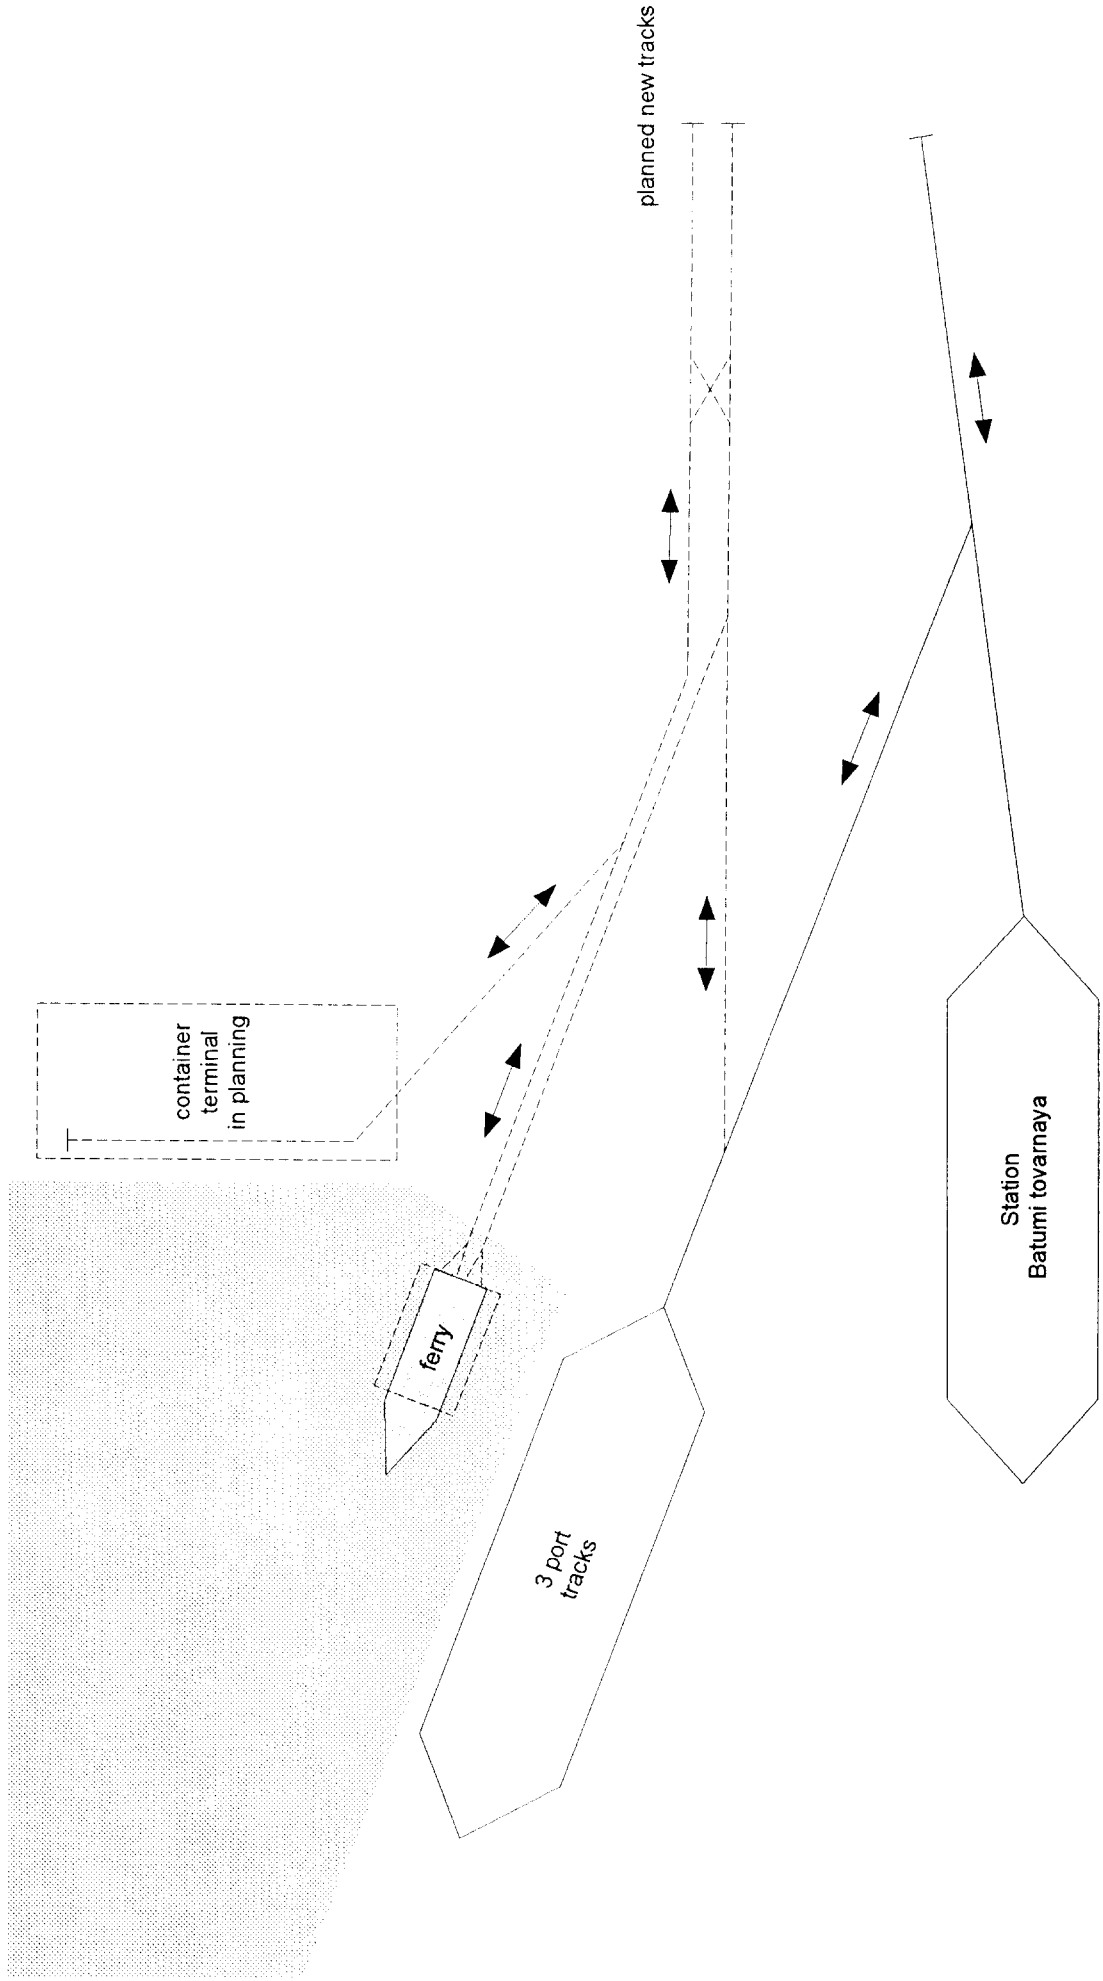 planned new tracks
container
terminal
in planning
ferry
3 port
tracks
Station
Batumi tovarnaya